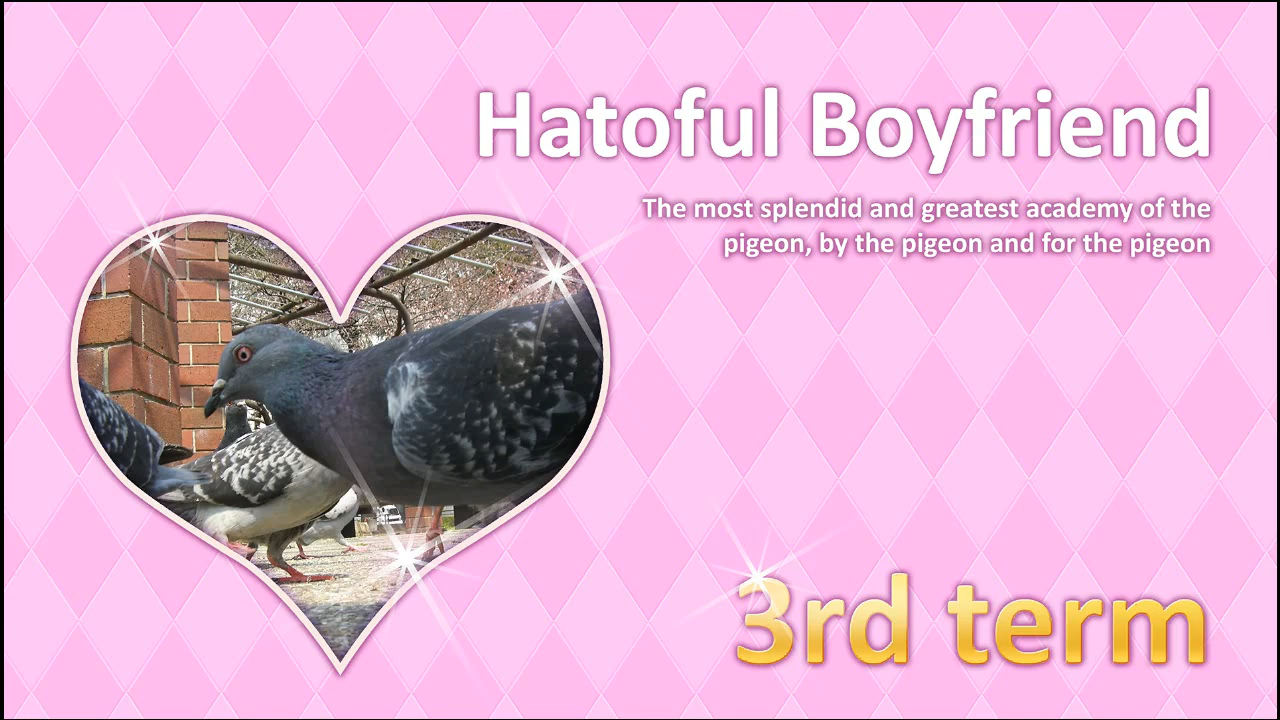 Hatoful Boyfriend
The most splendid and greatest academy of the
pigeon, by the pigeon and for the pigeon
3rd term